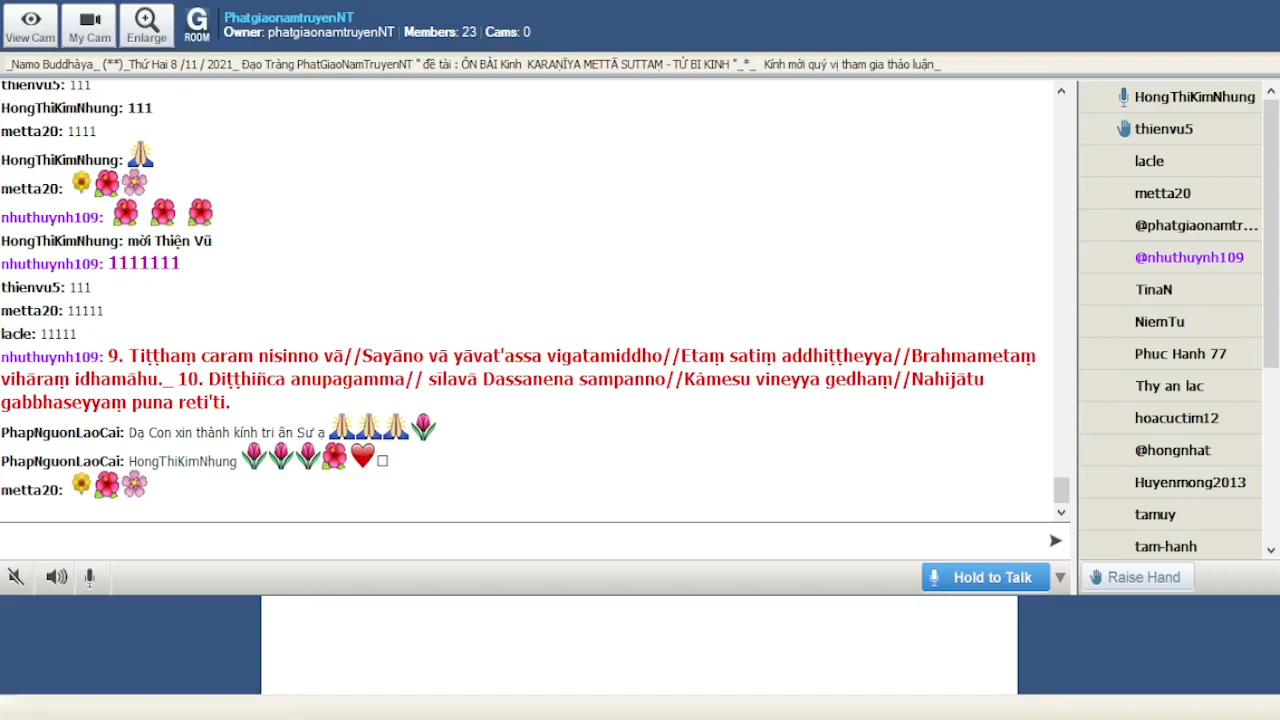 View Cam
My Cam
Enlarge
G
ROOM
PhatgiaonamtruyenNT
Owner: phatgiaonamtruyenNT | Members: 23 | Cams: 0
_Namo Buddhàya_ (**)_Thứ Hai 8 /11 / 2021_ Đạo Tràng PhatGiaoNamTruyenNT " đề tài : ÔN BÀI Kinh KARAṆĪYA METTĀ SUTTAṂ - TỪ BI KINH "_*_ Kính mời quý vị tham gia thảo luận_
thienvu5: 111
HongThiKimNhung: 111
metta20: 1111
HongThiKimNhung:
metta20:
nhuthuynh109:
HongThiKimNhung: mời Thiện Vũ
nhuthuynh109: 1111111
thienvu5: 111
metta20: 11111
lacle: 11111
nhuthuynh109: 9. Tiṭṭhaṃ caram nisinno vā//Sayāno vā yāvat'assa vigatamiddho//Etaṃ satiṃ addhiṭṭheyya//Brahmametaṃ
vihāraṃ idhamāhu._ 10. Diṭṭhiñca anupagamma// sīlavā Dassanena sampanno//Kàmesu vineyya gedhaṃ//Nahijātu
gabbhaseyyaṃ puna reti'ti.
PhapNguonLaoCai: Dạ Con xin thành kính tri ân Sư ạ
PhapNguonLaoCai: HongThiKimNhung
metta20:
Hold to Talk
HongThiKimNhung
thienvu5
lacle
metta20
@phatgiaonamtr...
@nhuthuynh109
TinaN
NiemTu
Phuc Hanh 77
Thy an lac
hoacuctim12
@hongnhat
Huyenmong2013
tamuy
tam-hanh
Raise Hand